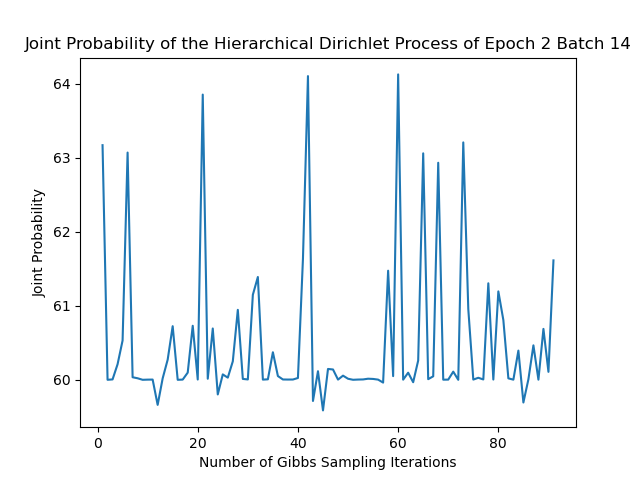 Joint Probability of the Hierarchical Dirichlet Process of Epoch 2 Batch 14
64
63
62
61
60
Joint Probability
0 20 40 60 80
Number of Gibbs Sampling Iterations